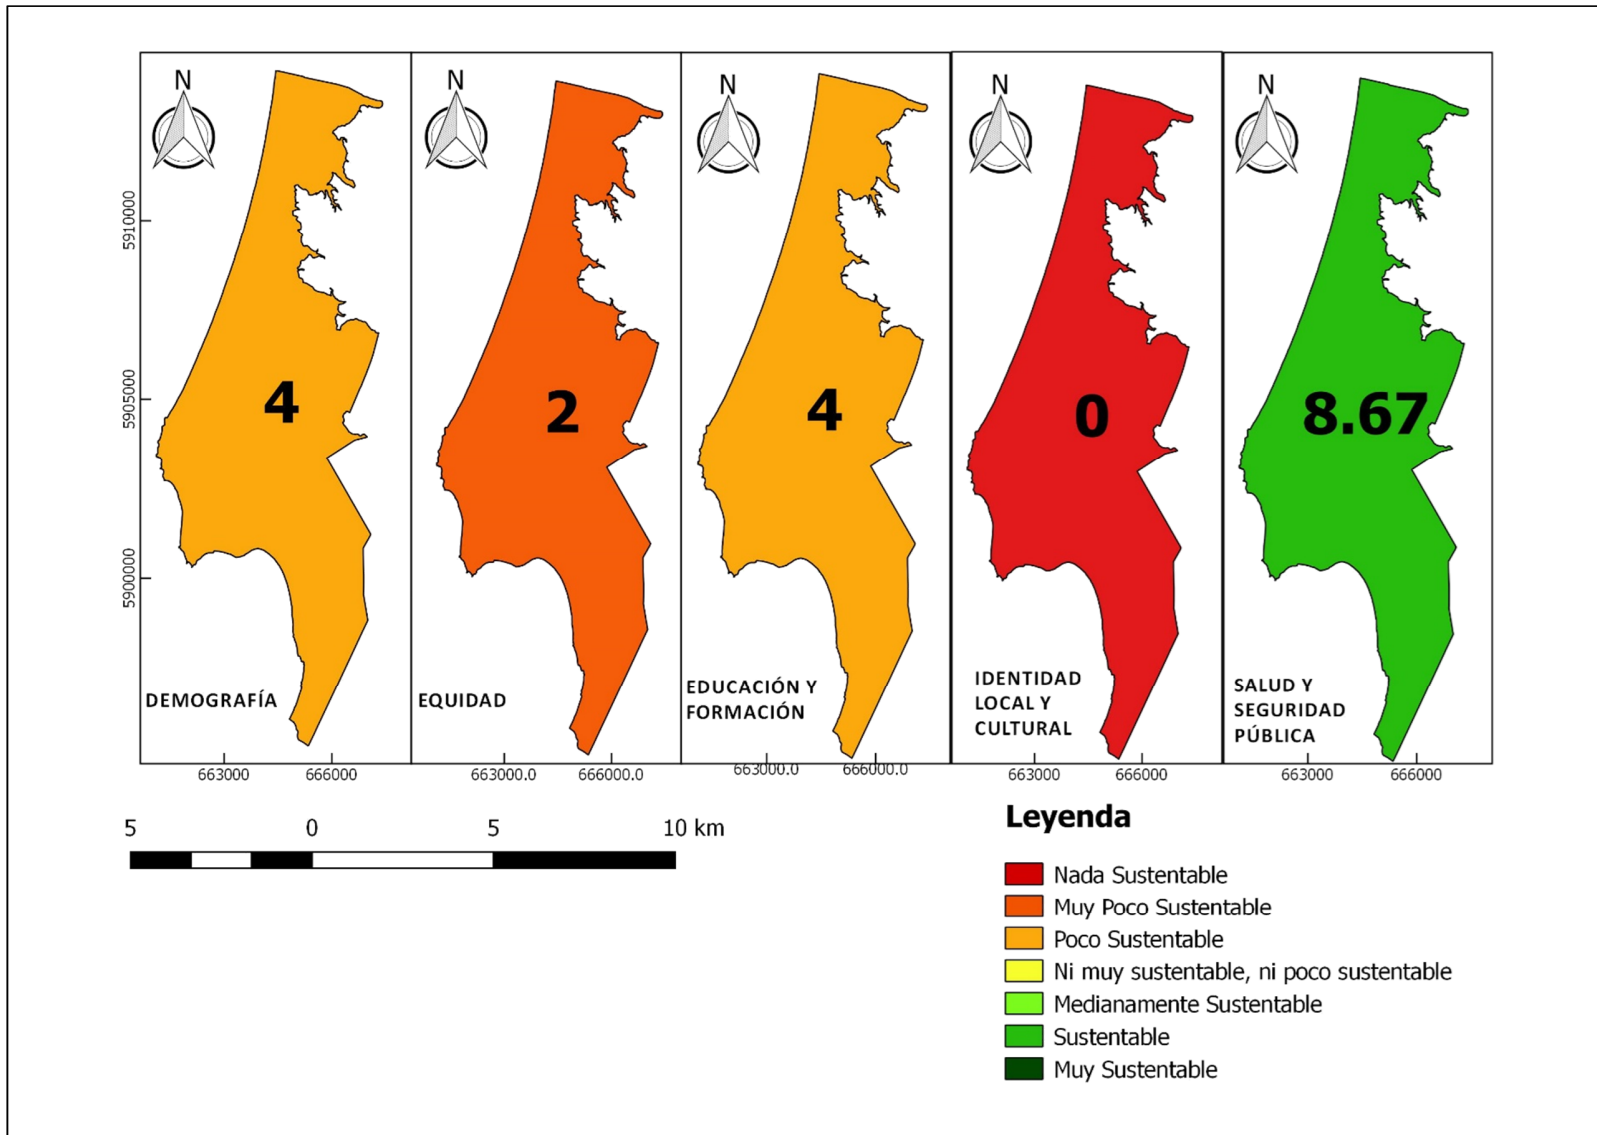 N
N
N
N
N
5910000
5905000
5900000
4
2
4
0
8.67
DEMOGRAFÍA
EQUIDAD
EDUCACIÓN Y
FORMACIÓN
IDENTIDAD
LOCAL Y
CULTURAL
SALUD Y
SEGURIDAD
PÚBLICA
663000 666000
663000.0 666000.0
663000.0 666000.0
663000 666000
663000 666000
5 0 5 10 km
Leyenda
Nada Sustentable
Muy Poco Sustentable
Poco Sustentable
Ni muy sustentable, ni poco sustentable
Medianamente Sustentable
Sustentable
Muy Sustentable